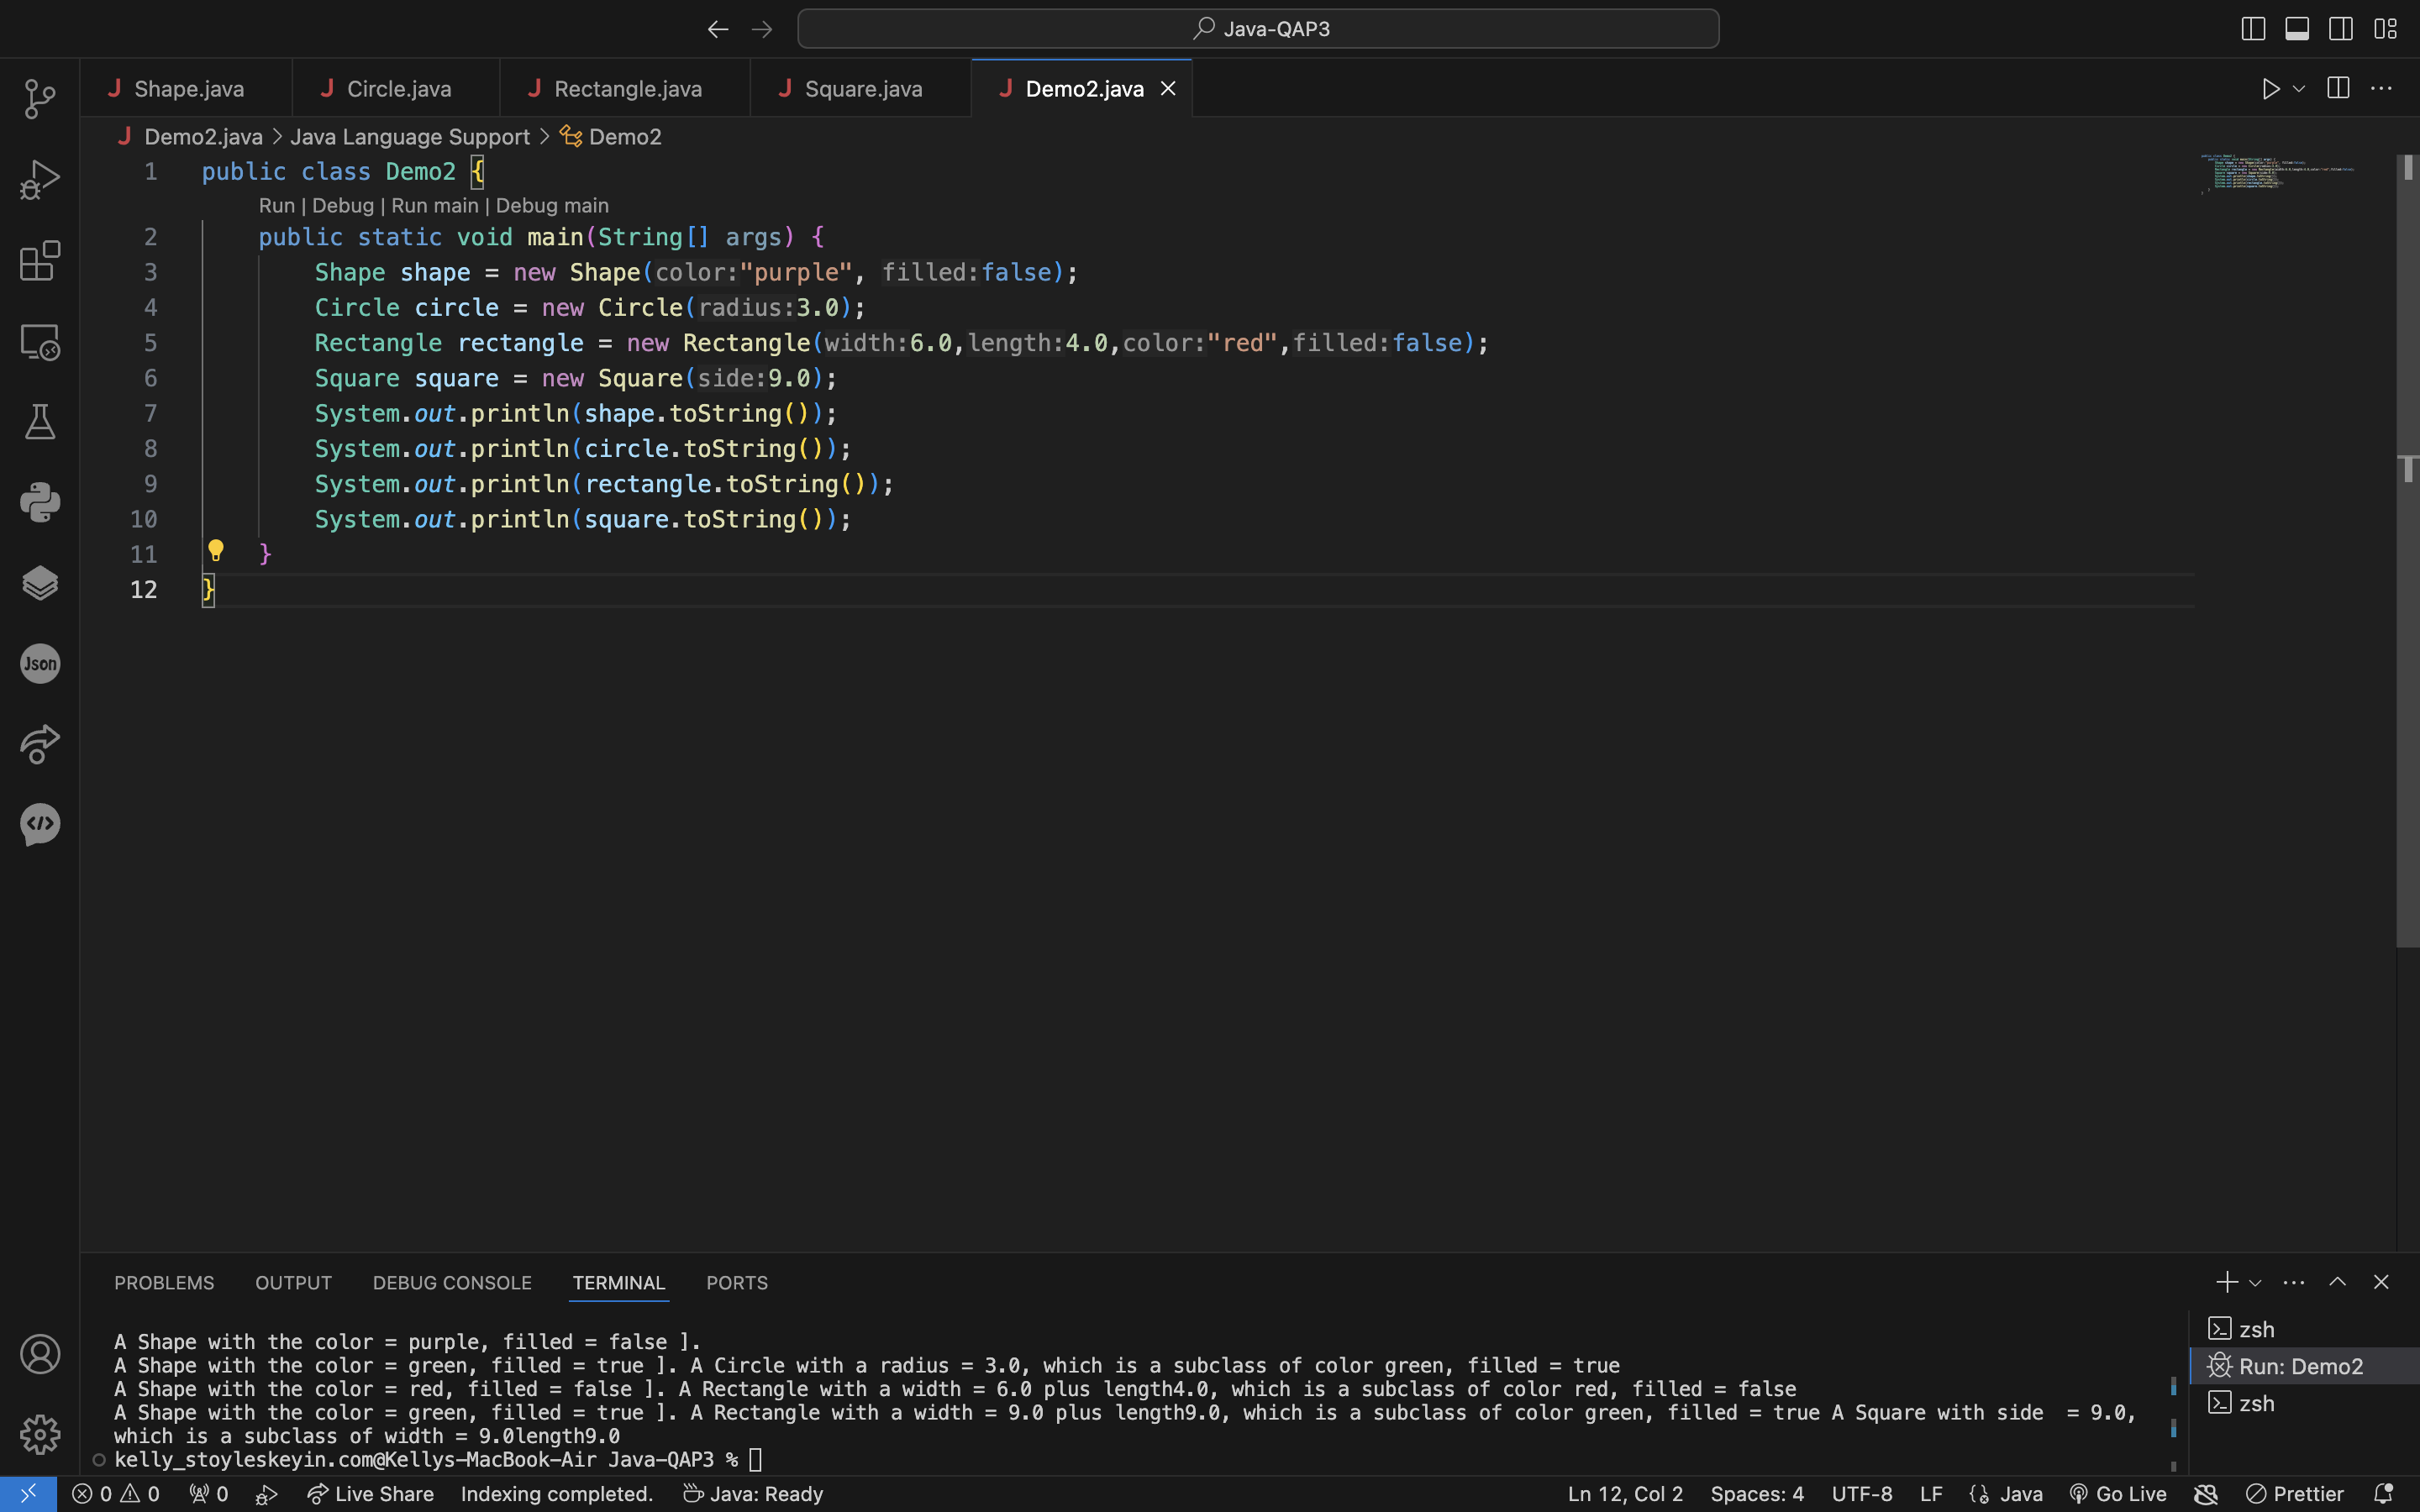 Java-QAP3
Shape.java
Circle.java
Rectangle.java
Square.java
Demo2.java
Demo2.java > Java Language Support > Demo2
1 public class Demo2 {
Run | Debug | Run main | Debug main
2 public static void main(String[] args) {
3 Shape shape = new Shape(color:"purple", filled:false);
4 Circle circle = new Circle(radius:3.0);
5 Rectangle rectangle = new Rectangle(width:6.0,length:4.0,color:"red",filled:false);
6 Square square = new Square(side:9.0);
7 System.out.println(shape.toString());
8 System.out.println(circle.toString());
9 System.out.println(rectangle.toString());
10 System.out.println(square.toString());
11 }
12 }
Json
PROBLEMS OUTPUT DEBUG CONSOLE TERMINAL PORTS
A Shape with the color = purple, filled = false ].
A Shape with the color = green, filled = true ]. A Circle with a radius = 3.0, which is a subclass of color green, filled = true
A Shape with the color = red, filled = false ]. A Rectangle with a width = 6.0 plus length4.0, which is a subclass of color red, filled = false
A Shape with the color = green, filled = true ]. A Rectangle with a width = 9.0 plus length9.0, which is a subclass of color green, filled = true A Square with side  = 9.0,
which is a subclass of width = 9.0length9.0
kelly_stoyleskeyin.com@Kellys-MacBook-Air Java-QAP3 %
zsh
Run: Demo2
zsh
0 0 0 Live Share Indexing completed. Java: Ready Ln 12, Col 2 Spaces: 4 UTF-8 LF Java Go Live Prettier